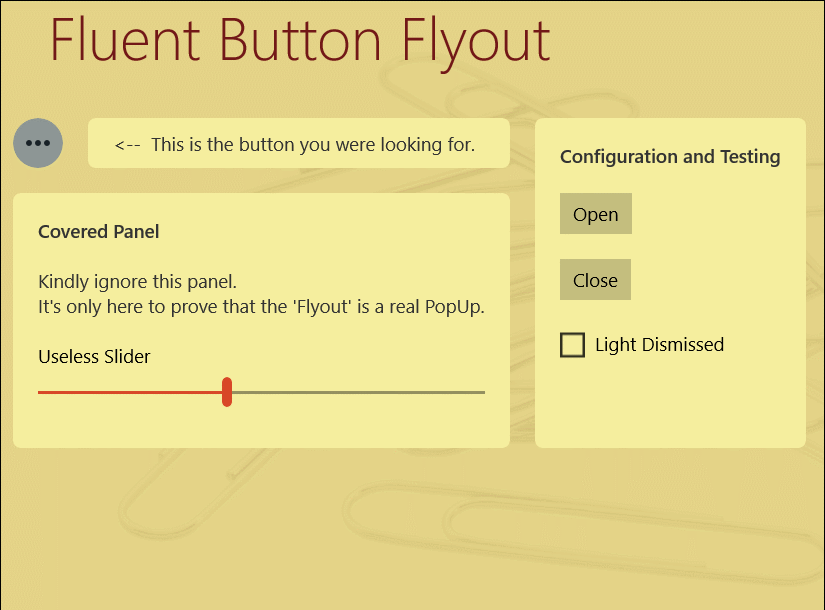 Fluent Button Flyout
<--  This is the button you were looking for.
Covered Panel
Kindly ignore this panel.
It's only here to prove that the 'Flyout' is a real PopUp.
Useless Slider
Configuration and Testing
Open
Close
Light Dismissed